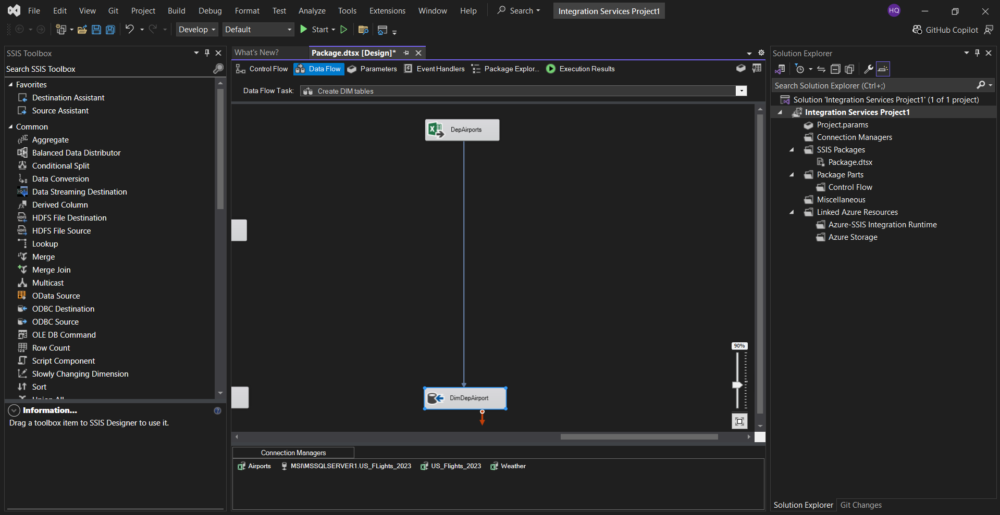 File Edit View Git Project Build Debug Format Test Analyze Tools Extensions Window Help Search Integration Services Project1 HQ
Develop Default Start GitHub Copilot
SSIS Toolbox
Search SSIS Toolbox
Favorites
Destination Assistant
Source Assistant
Common
Aggregate
Balanced Data Distributor
Conditional Split
Data Conversion
Data Streaming Destination
Derived Column
HDFS File Destination
HDFS File Source
Lookup
Merge
Merge Join
Multicast
OData Source
ODBC Destination
ODBC Source
OLE DB Command
Row Count
Script Component
Slowly Changing Dimension
Sort
Union All
Information...
Drag a toolbox item to SSIS Designer to use it.
What's New? Package.dtsx [Design]*
Control Flow Data Flow Parameters Event Handlers Package Explor... Execution Results
Data Flow Task: Create DIM tables
DepAirports
90%
DimDepAirport
Connection Managers
Airports MSI\MSSQLSERVER1.US_FLights_2023 US_Flights_2023 Weather
Solution Explorer
Search Solution Explorer (Ctrl+;)
Solution 'Integration Services Project1' (1 of 1 project)
Integration Services Project1
Project.params
Connection Managers
SSIS Packages
Package.dtsx
Package Parts
Control Flow
Miscellaneous
Linked Azure Resources
Azure-SSIS Integration Runtime
Azure Storage
Solution Explorer Git Changes